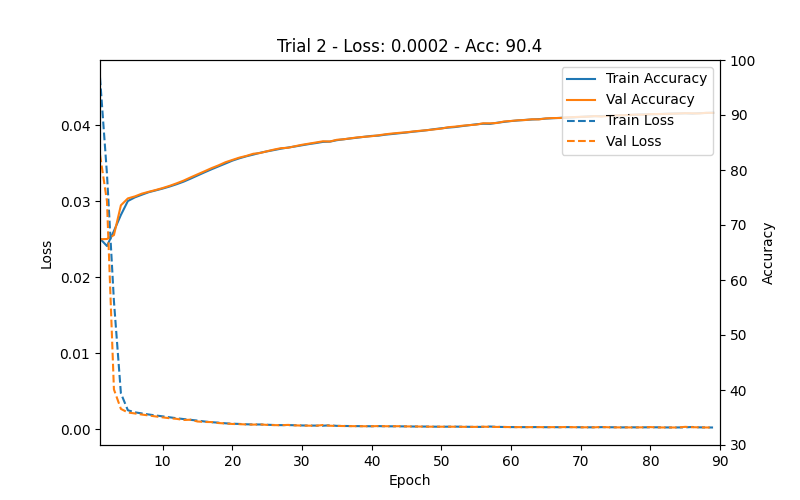 Trial 2 - Loss: 0.0002 - Acc: 90.4
Train Accuracy
Val Accuracy
Train Loss
Val Loss
0.04
0.03
0.02
0.01
0.00
Loss
100
90
80
70
60
50
40
30
Accuracy
10 20 30 40 50 60 70 80 90
Epoch